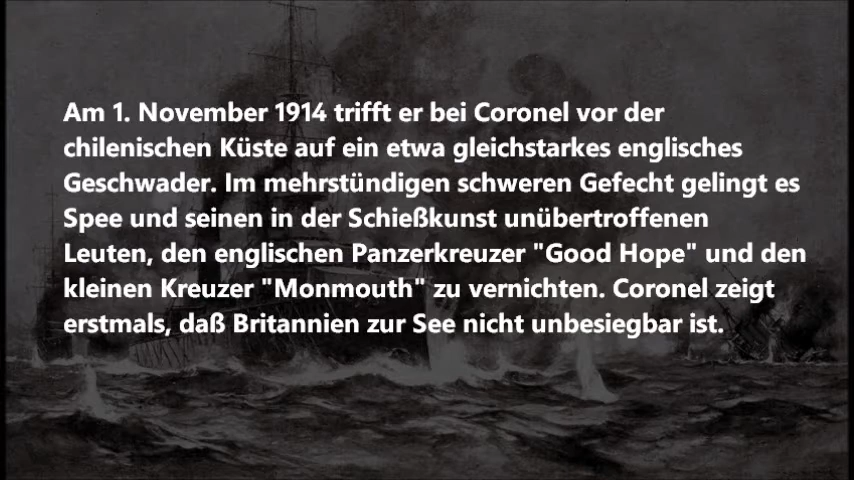 Am 1. November 1914 trifft er bei Coronel vor der
chilenischen Küste auf ein etwa gleichstarkes englisches
Geschwader. Im mehrstündigen schweren Gefecht gelingt es
Spee und seinen in der Schießkunst unübertroffenen
Leuten, den englischen Panzerkreuzer "Good Hope" und den
kleinen Kreuzer "Monmouth" zu vernichten. Coronel zeigt
erstmals, daß Britannien zur See nicht unbesiegbar ist.